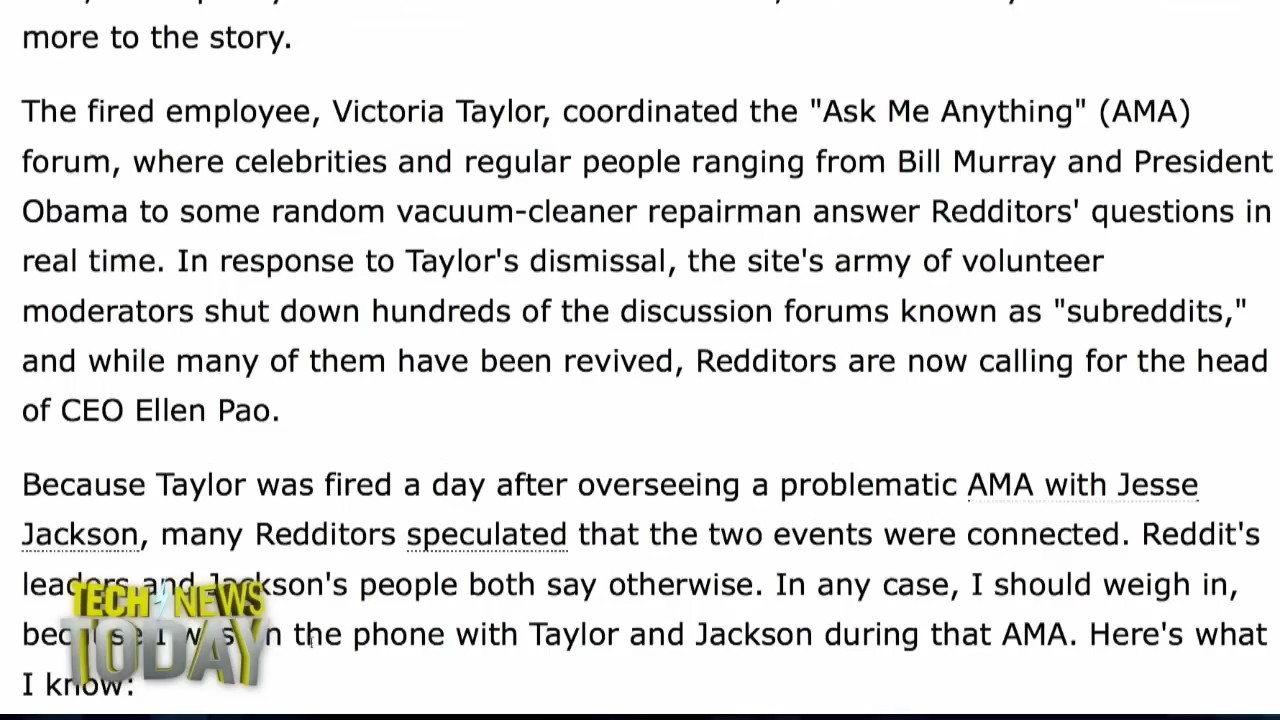 more to the story.
The fired employee, Victoria Taylor, coordinated the "Ask Me Anything" (AMA)
forum, where celebrities and regular people ranging from Bill Murray and President
Obama to some random vacuum-cleaner repairman answer Redditors' questions in
real time. In response to Taylor's dismissal, the site's army of volunteer
moderators shut down hundreds of the discussion forums known as "subreddits,"
and while many of them have been revived, Redditors are now calling for the head
of CEO Ellen Pao.
Because Taylor was fired a day after overseeing a problematic AMA with Jesse
Jackson, many Redditors speculated that the two events were connected. Reddit's
leaders and Jackson's people both say otherwise. In any case, I should weigh in,
because I was on the phone with Taylor and Jackson during that AMA. Here's what
I know:
TECH NEWS
TODAY